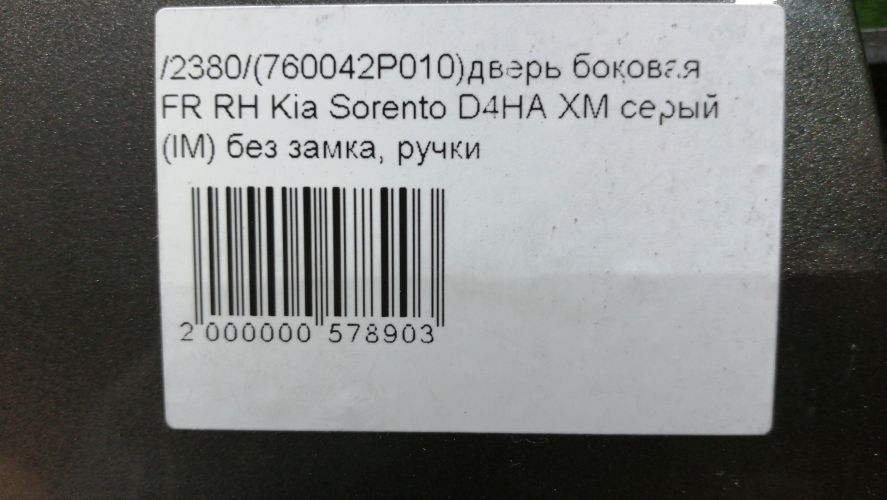 /2380/(760042P010)дверь боковая
FR RH Kia Sorento D4HA XM серый
(IM) без замка, ручки
2 000000 578903